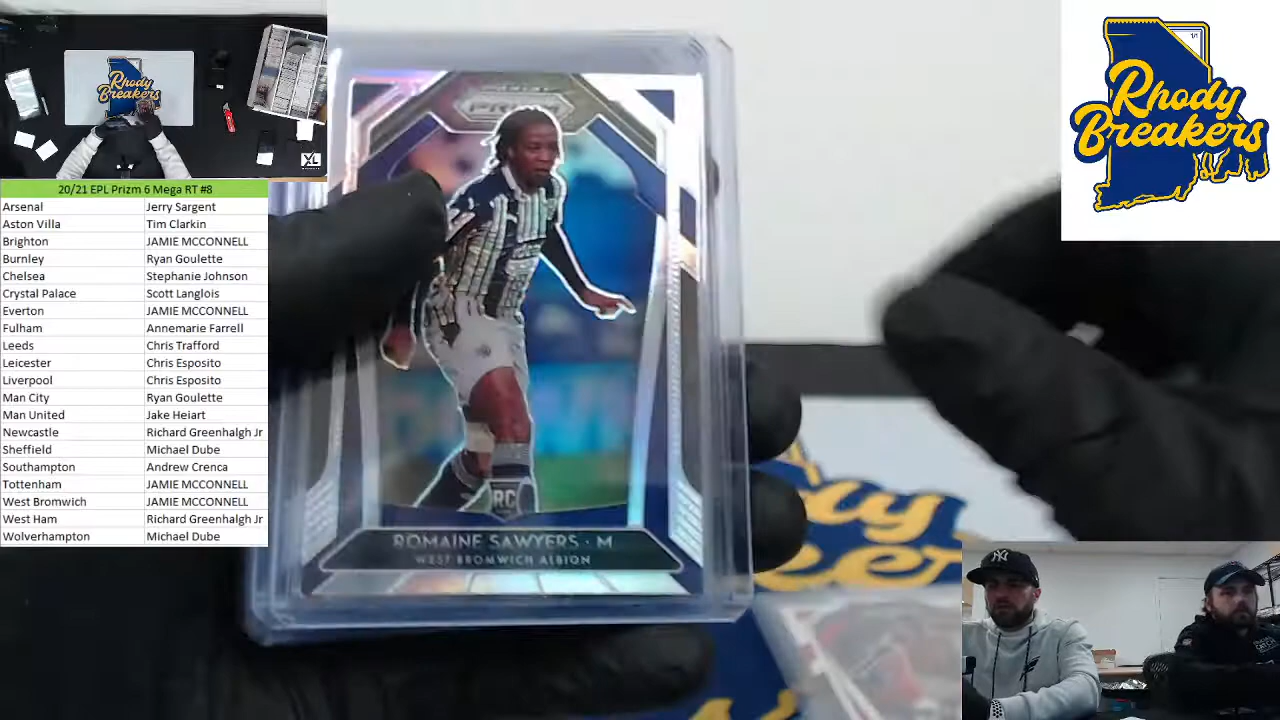 Rhody
Breakers
XL
1/1
Rhody
Breakers
20/21 EPL Prizm 6 Mega RT #8
Arsenal Jerry Sargent
Aston Villa Tim Clarkin
Brighton JAMIE MCCONNELL
Burnley Ryan Goulette
Chelsea Stephanie Johnson
Crystal Palace Scott Langlois
Everton JAMIE MCCONNELL
Fulham Annemarie Farrell
Leeds Chris Trafford
Leicester Chris Esposito
Liverpool Chris Esposito
Man City Ryan Goulette
Man United Jake Heiart
Newcastle Richard Greenhalgh Jr
Sheffield Michael Dube
Southampton Andrew Crenca
Tottenham JAMIE MCCONNELL
West Bromwich JAMIE MCCONNELL
West Ham Richard Greenhalgh Jr
Wolverhampton Michael Dube
PRIZM
RC
ROMAINE SAWYERS · M
WEST BROMWICH ALBION